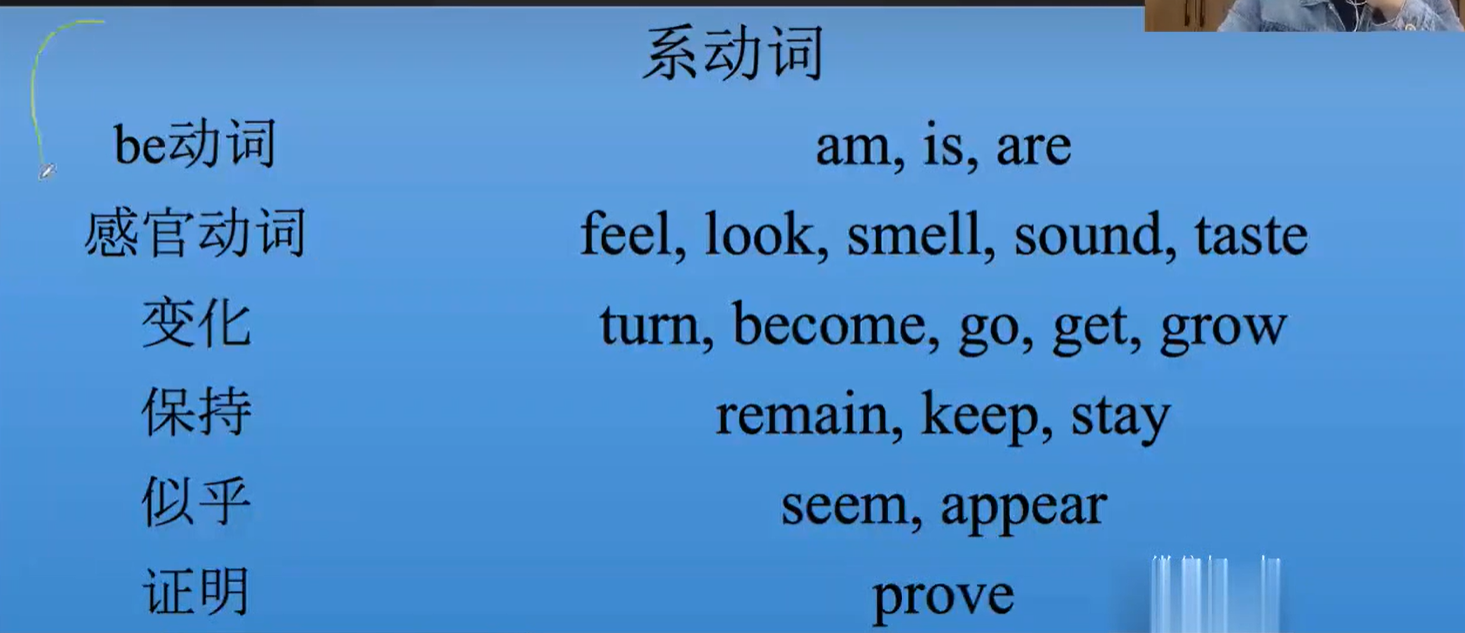 系动词
be动词 am, is, are
感官动词 feel, look, smell, sound, taste
变化 turn, become, go, get, grow
保持 remain, keep, stay
似乎 seem, appear
证明 prove